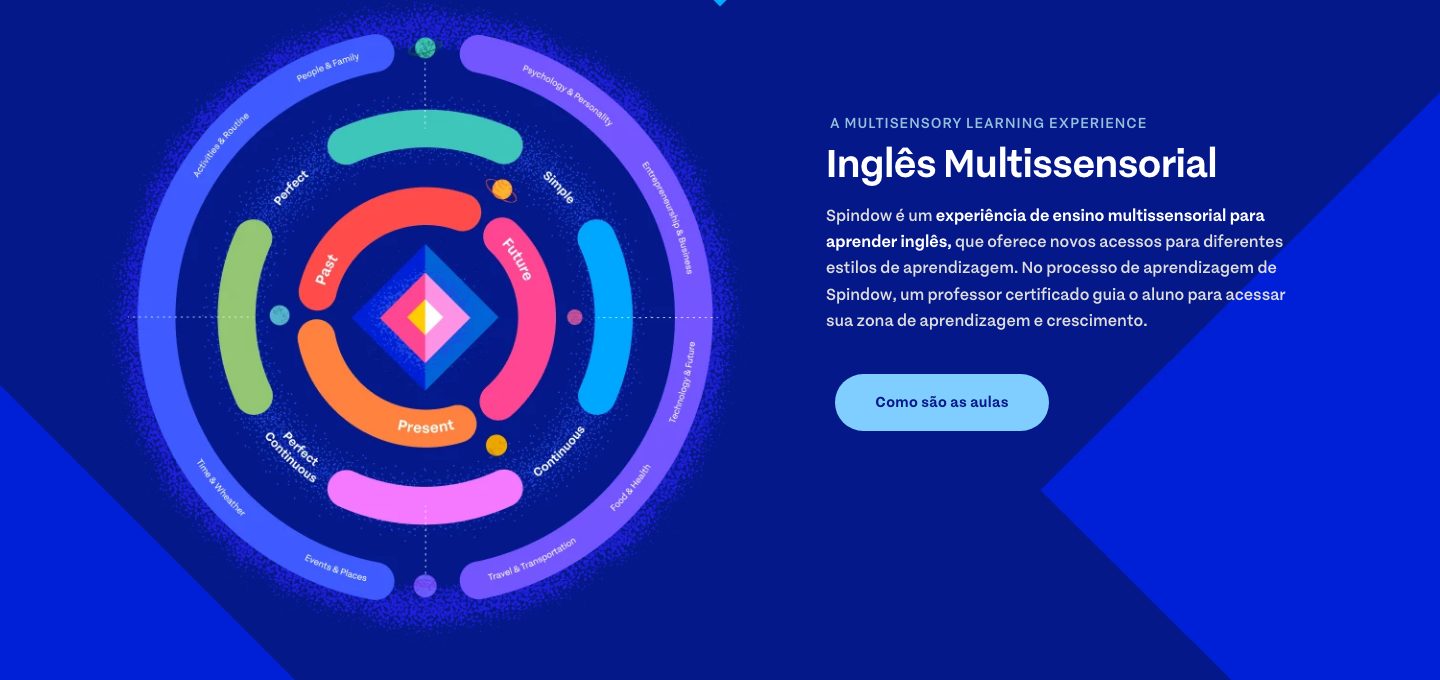 People & Family
Activities & Routine
Time & Wheather
Events & Places
Psychology & Personality
Entrepreneurship & Business
Technology & Future
Food & Health
Travel & Transportation
Perfect
Simple
Perfect
Continuous
Continuous
Past
Future
Present
A MULTISENSORY LEARNING EXPERIENCE
Inglês Multissensorial
Spindow é um experiência de ensino multissensorial para
aprender inglês, que oferece novos acessos para diferentes
estilos de aprendizagem. No processo de aprendizagem de
Spindow, um professor certificado guia o aluno para acessar
sua zona de aprendizagem e crescimento.
Como são as aulas